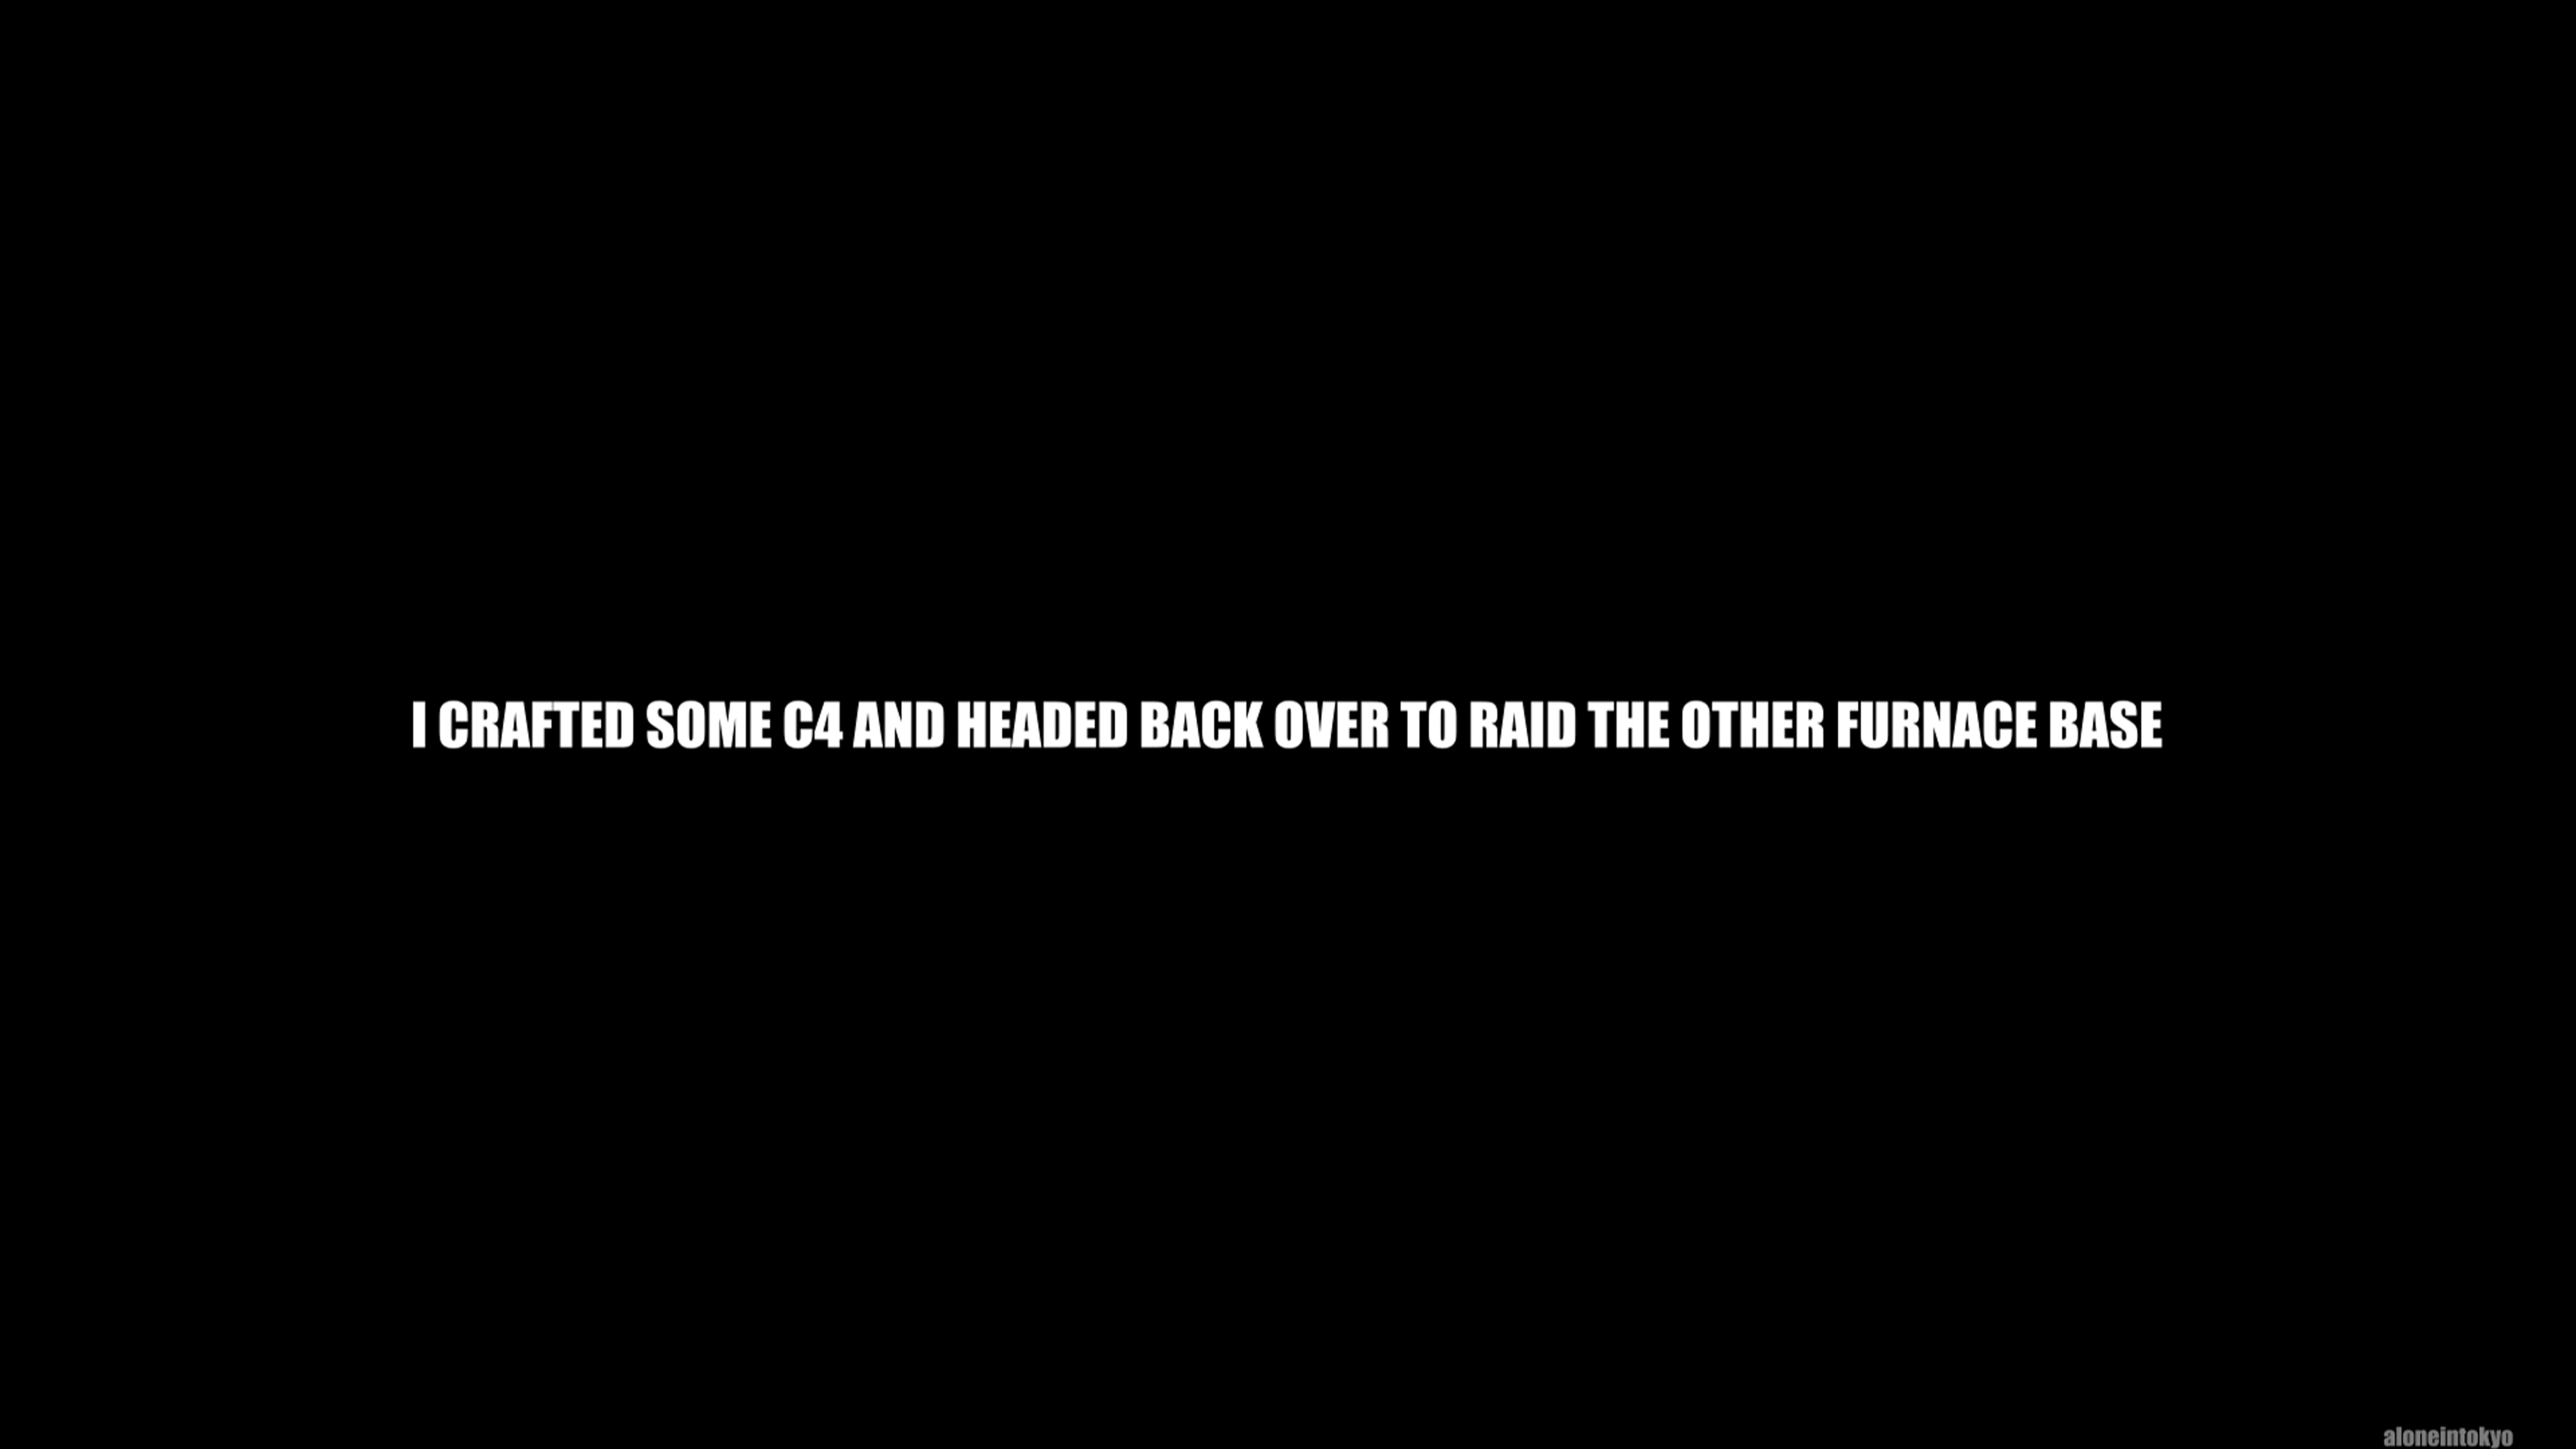 I CRAFTED SOME C4 AND HEADED BACK OVER TO RAID THE OTHER FURNACE BASE
aloneintokyo